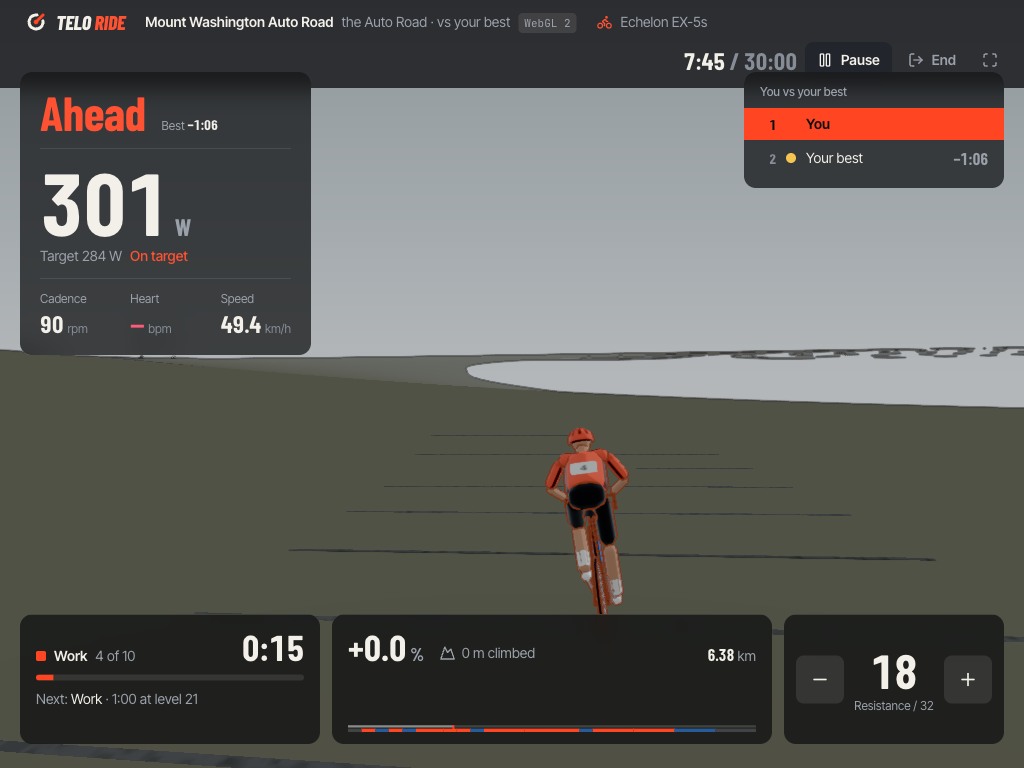 TELO RIDE Mount Washington Auto Road the Auto Road · vs your best WebGL 2 Echelon EX-5s
7:45 / 30:00 Pause End
Ahead Best −1:06
301 W
Target 284 W On target
Cadence Heart Speed
90 rpm — bpm 49.4 km/h
You vs your best
1 You
2 Your best −1:06
4
Work 4 of 10 0:15
Next: Work · 1:00 at level 21
+0.0 % 0 m climbed 6.38 km
− 18 +
Resistance / 32